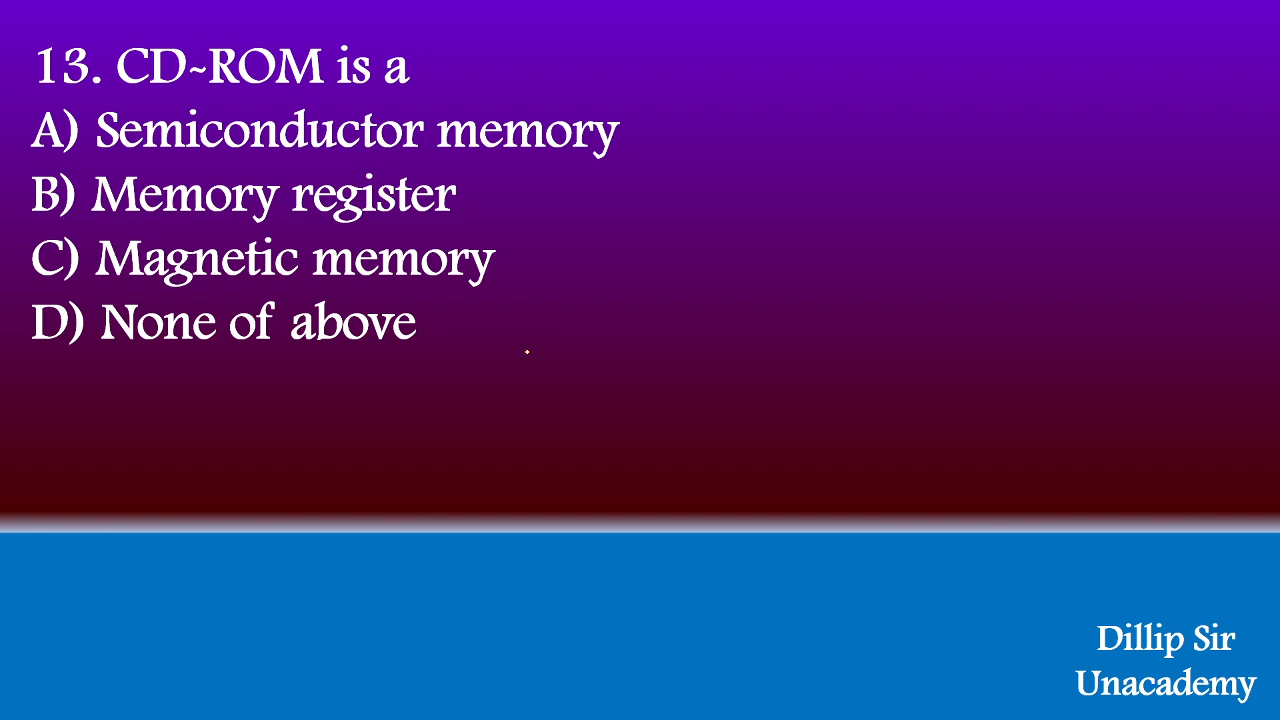 13. CD-ROM is a
A) Semiconductor memory
B) Memory register
C) Magnetic memory
D) None of above
Dillip Sir
Unacademy